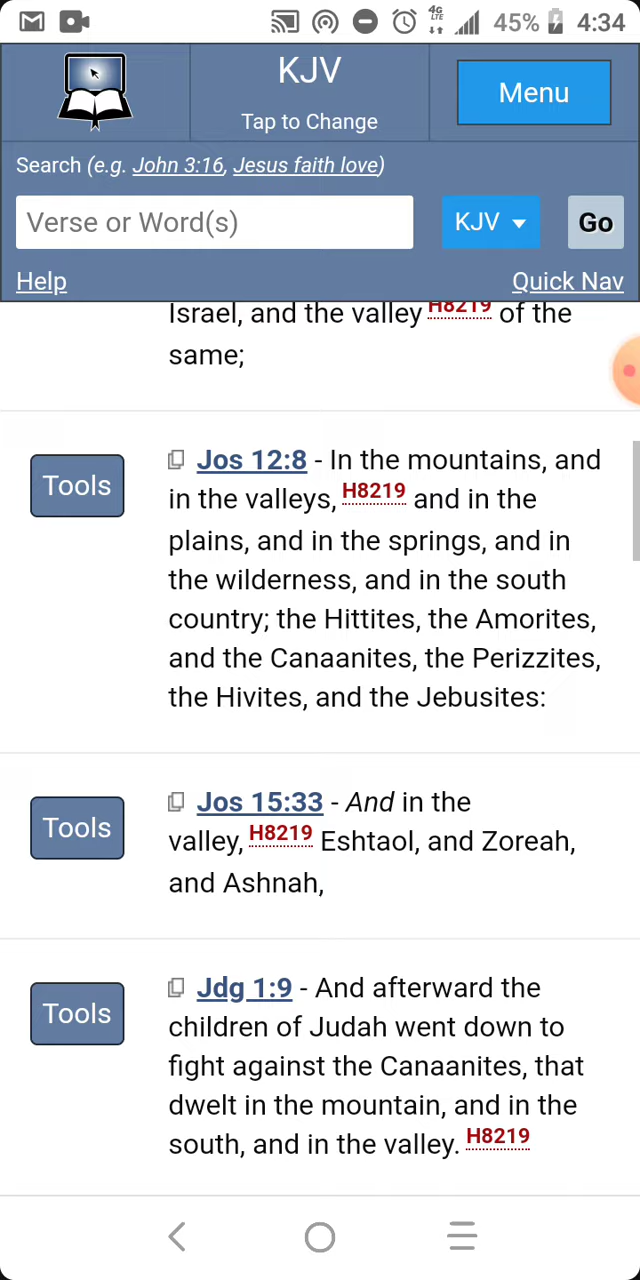 4G
LTE
45%
4:34
KJV
Tap to Change
Menu
Search (e.g. John 3:16, Jesus faith love)
Verse or Word(s)
KJV
Go
Help
Quick Nav
Israel, and the valley H8219 of the
same;
Tools
Jos 12:8 - In the mountains, and
in the valleys, H8219 and in the
plains, and in the springs, and in
the wilderness, and in the south
country; the Hittites, the Amorites,
and the Canaanites, the Perizzites,
the Hivites, and the Jebusites:
Tools
Jos 15:33 - And in the
valley, H8219 Eshtaol, and Zoreah,
and Ashnah,
Tools
Jdg 1:9 - And afterward the
children of Judah went down to
fight against the Canaanites, that
dwelt in the mountain, and in the
south, and in the valley. H8219